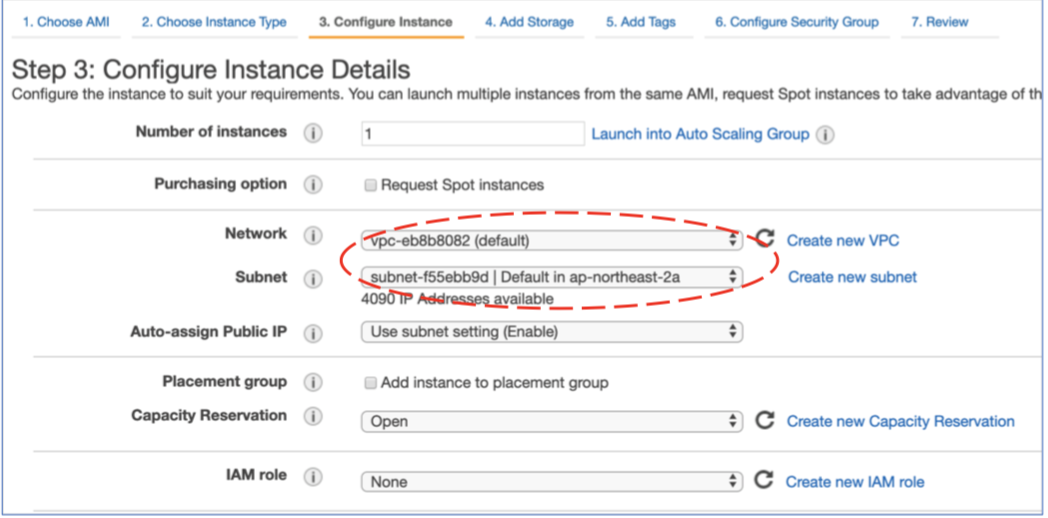 1. Choose AMI 2. Choose Instance Type 3. Configure Instance 4. Add Storage 5. Add Tags 6. Configure Security Group 7. Review
Step 3: Configure Instance Details
Configure the instance to suit your requirements. You can launch multiple instances from the same AMI, request Spot instances to take advantage of th
Number of instances i 1 Launch into Auto Scaling Group i
Purchasing option i Request Spot instances
Network i vpc-eb8b8082 (default) Create new VPC
Subnet i subnet-f55ebb9d | Default in ap-northeast-2a Create new subnet
4090 IP Addresses available
Auto-assign Public IP i Use subnet setting (Enable)
Placement group i Add instance to placement group
Capacity Reservation i Open Create new Capacity Reservation
IAM role i None Create new IAM role